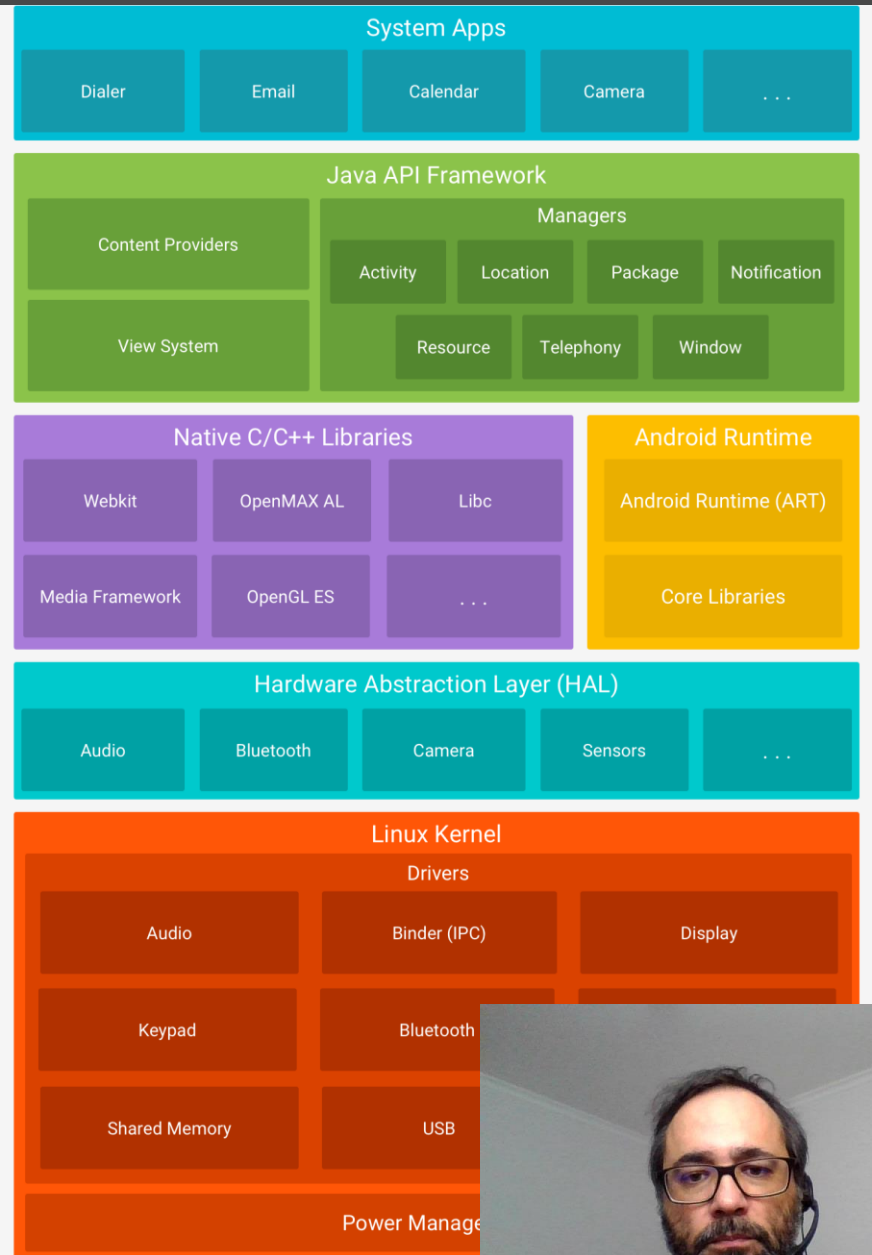 System Apps
Dialer Email Calendar Camera . . .
Java API Framework
Content Providers
Managers
Activity Location Package Notification
View System
Resource Telephony Window
Native C/C++ Libraries
Android Runtime
Webkit OpenMAX AL Libc
Android Runtime (ART)
Media Framework OpenGL ES . . .
Core Libraries
Hardware Abstraction Layer (HAL)
Audio Bluetooth Camera Sensors . . .
Linux Kernel
Drivers
Audio Binder (IPC) Display
Keypad Bluetooth
Shared Memory USB
Power Manage